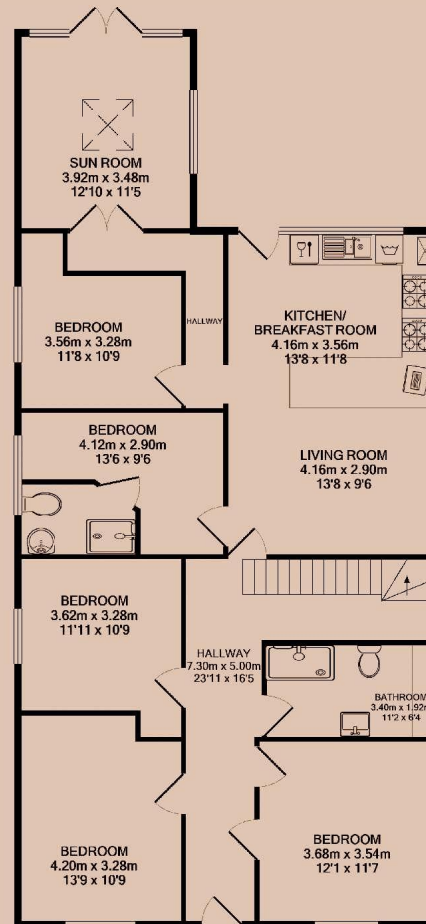 SUN ROOM
3.92m x 3.48m
12'10 x 11'5
BEDROOM
3.56m x 3.28m
11'8 x 10'9
HALLWAY
KITCHEN/
BREAKFAST ROOM
4.16m x 3.56m
13'8 x 11'8
BEDROOM
4.12m x 2.90m
13'6 x 9'6
LIVING ROOM
4.16m x 2.90m
13'8 x 9'6
BEDROOM
3.62m x 3.28m
11'11 x 10'9
HALLWAY
7.30m x 5.00m
23'11 x 16'5
BATHROOM
3.40m x 1.92m
11'2 x 6'4
BEDROOM
4.20m x 3.28m
13'9 x 10'9
BEDROOM
3.68m x 3.54m
12'1 x 11'7